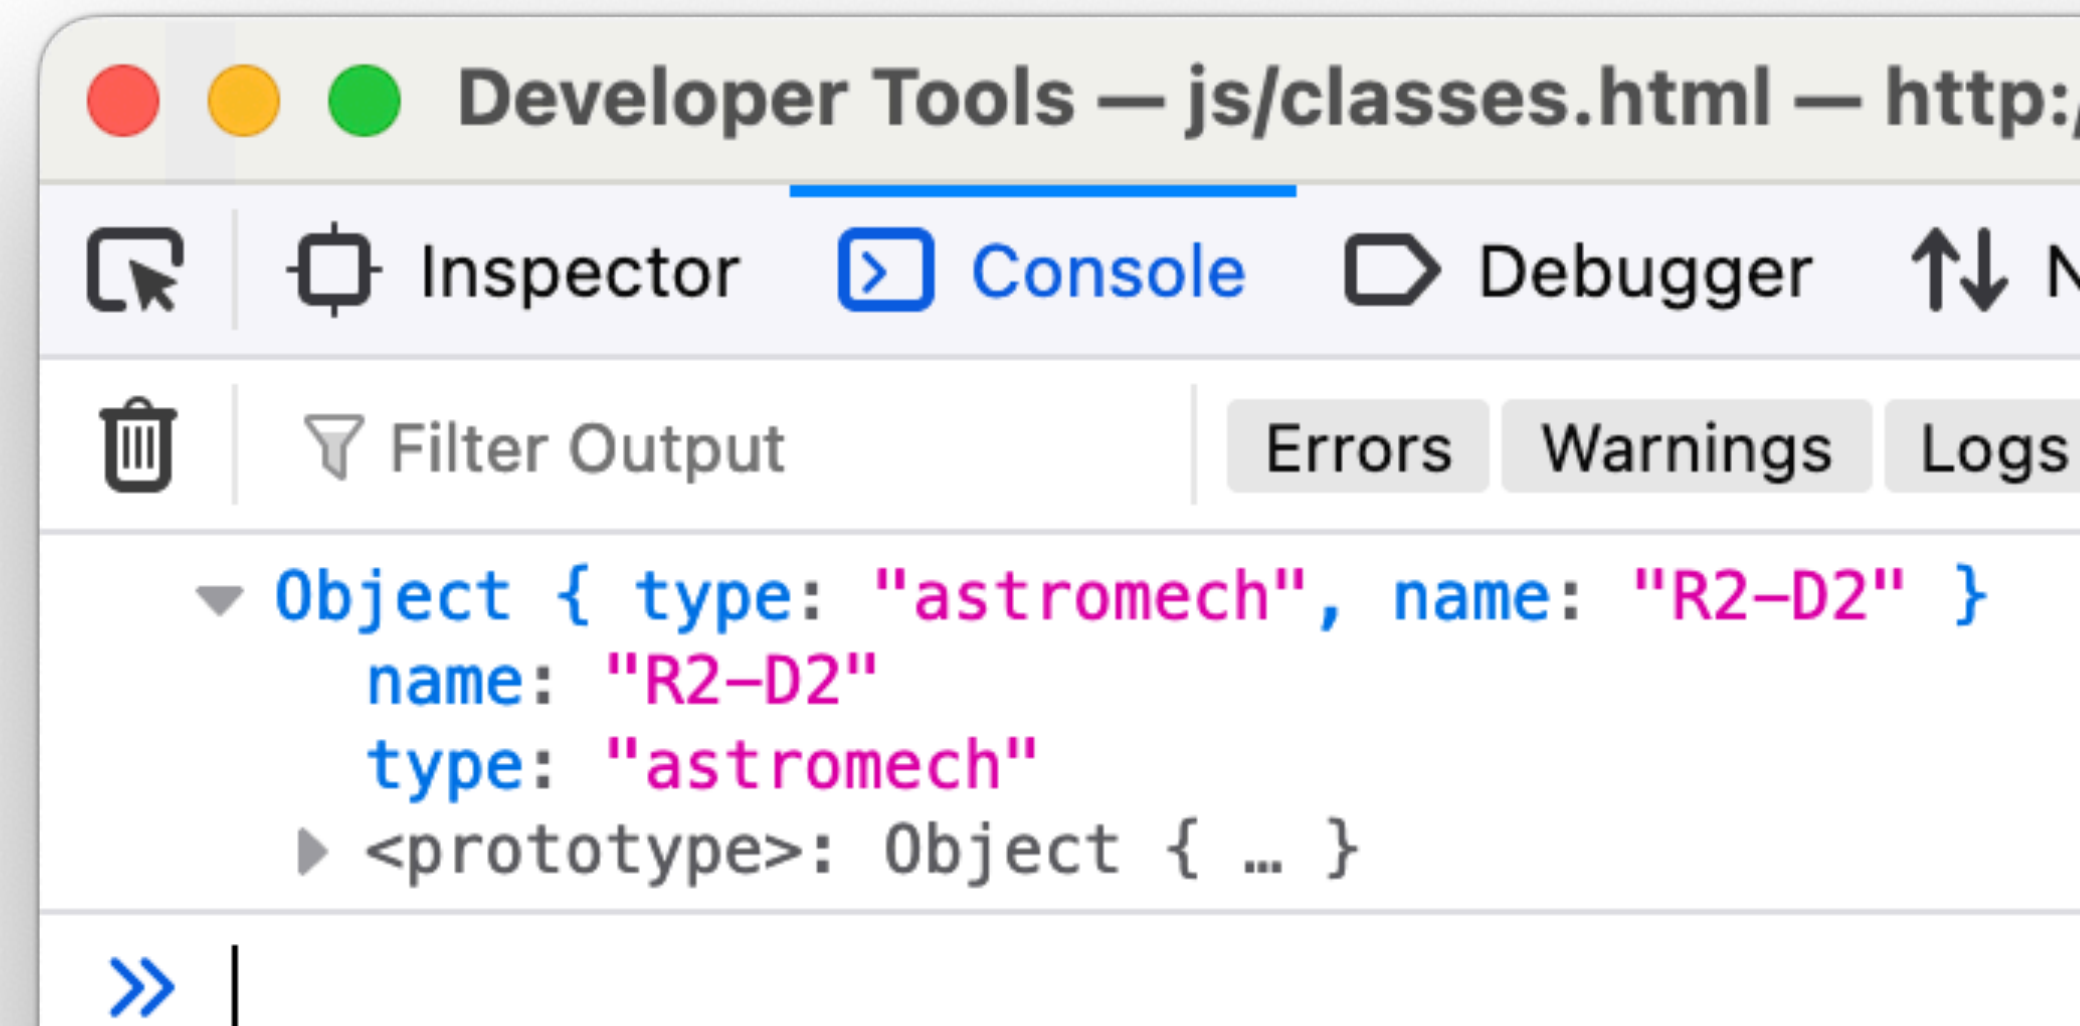 Developer Tools — js/classes.html — http:/
Inspector Console Debugger N
Filter Output Errors Warnings Logs
Object { type: "astromech", name: "R2-D2" }
name: "R2-D2"
type: "astromech"
<prototype>: Object { … }